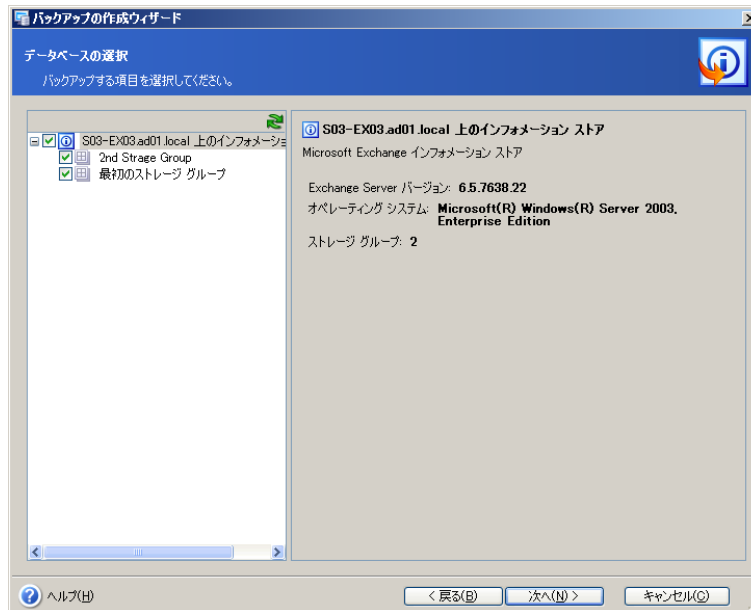 バックアップの作成ウィザード
データベースの選択
バックアップする項目を選択してください。
S03-EX03.ad01.local 上のインフォメーショ
2nd Strage Group
最初のストレージ グループ
S03-EX03.ad01.local 上のインフォメーション ストア
Microsoft Exchange インフォメーション ストア
Exchange Server バージョン: 6.5.7638.22
オペレーティング システム: Microsoft(R) Windows(R) Server 2003,
Enterprise Edition
ストレージ グループ: 2
ヘルプ(H)
< 戻る(B)
次へ(N) >
キャンセル(C)